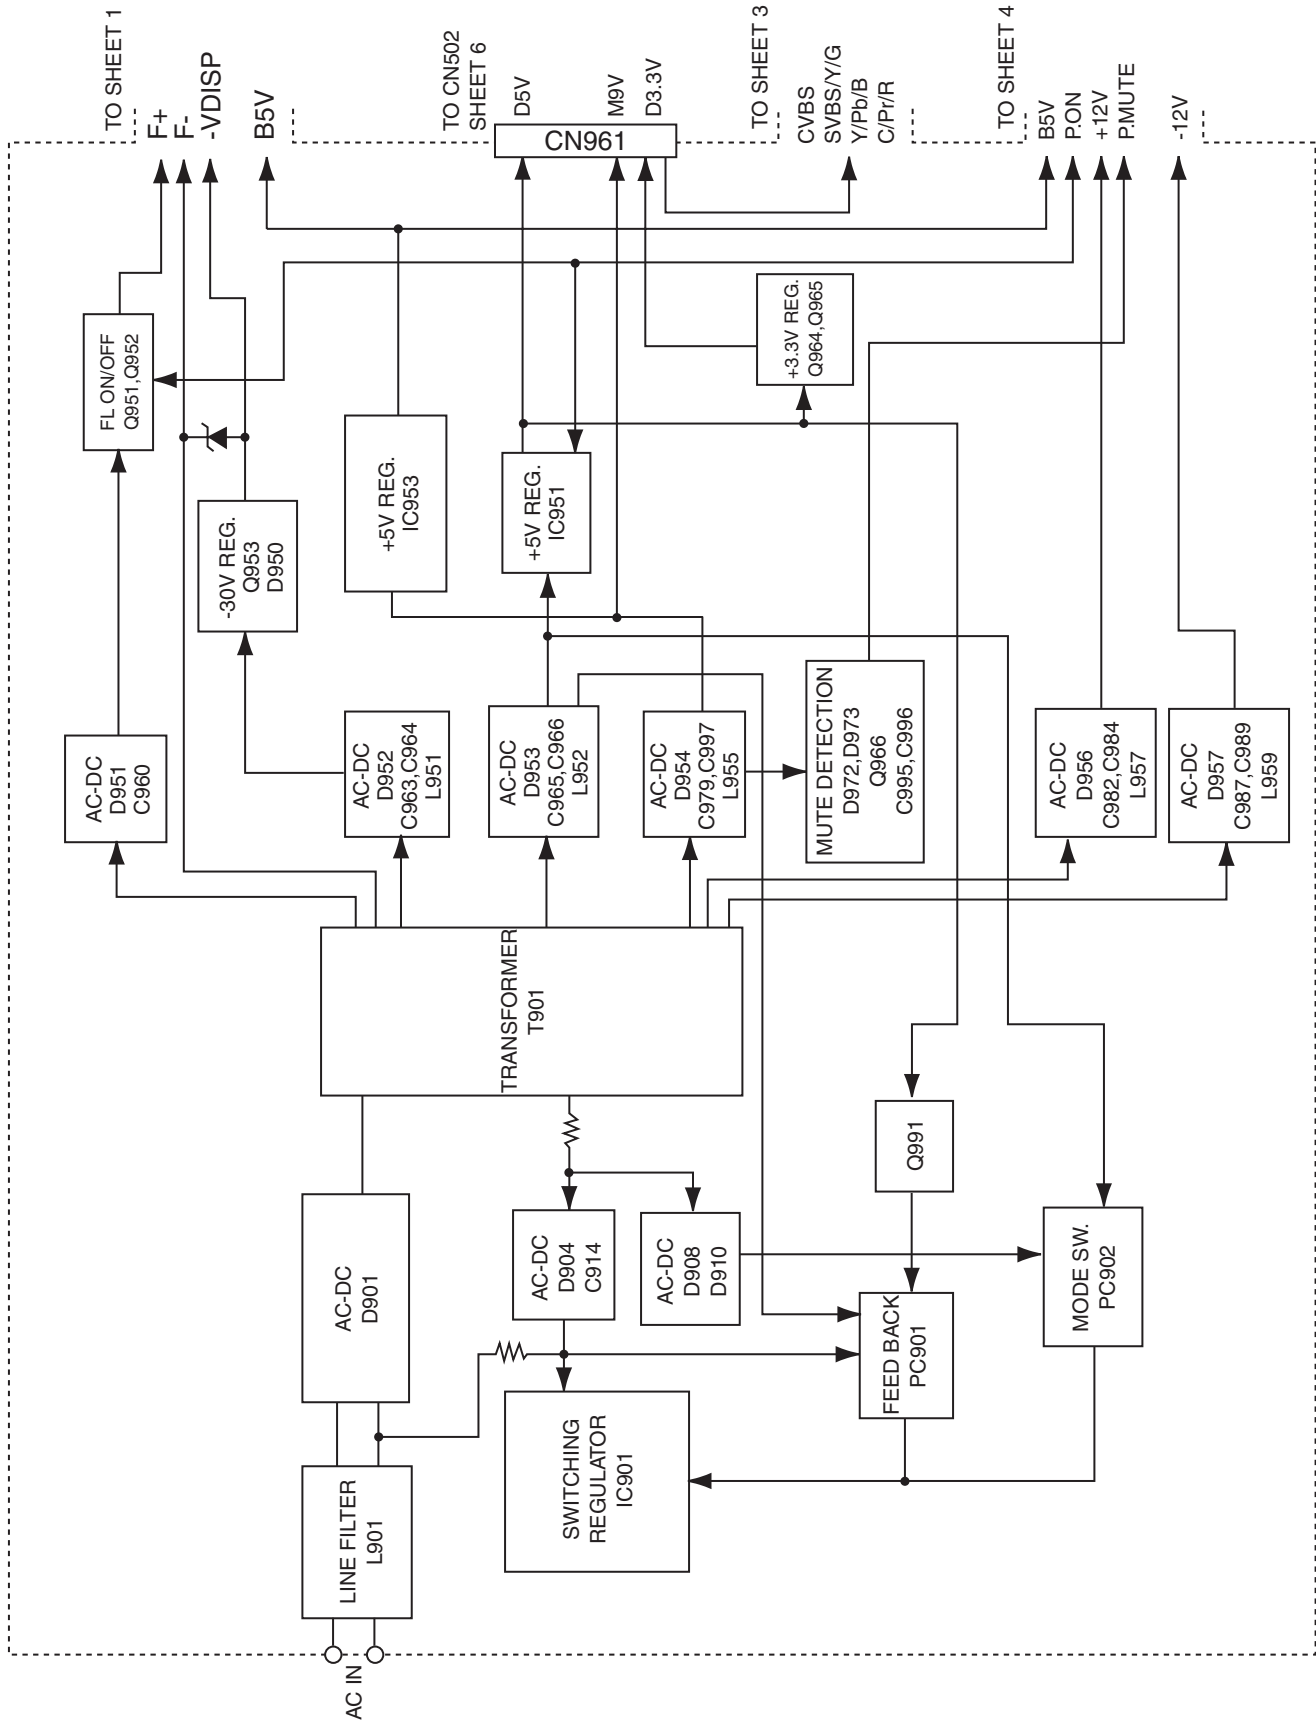 AC IN
LINE FILTER
L901
AC-DC
D901
SWITCHING
REGULATOR
IC901
AC-DC
D904
C914
AC-DC
D908
D910
FEED BACK
PC901
MODE SW.
PC902
Q991
TRANSFORMER
T901
AC-DC
D951
C960
AC-DC
D952
C963,C964
L951
AC-DC
D953
C965,C966
L952
AC-DC
D954
C979,C997
L955
MUTE DETECTION
D972,D973
Q966
C995,C996
AC-DC
D956
C982,C984
L957
AC-DC
D957
C987,C989
L959
FL ON/OFF
Q951,Q952
-30V REG.
Q953
D950
+5V REG.
IC953
+5V REG.
IC951
+3.3V REG.
Q964,Q965
TO SHEET 1
F+
F-
-VDISP
B5V
TO CN502
SHEET 6
D5V
M9V
D3.3V
CN961
TO SHEET 3
CVBS
SVBS/Y/G
Y/Pb/B
C/Pr/R
TO SHEET 4
B5V
P.ON
+12V
P.MUTE
-12V